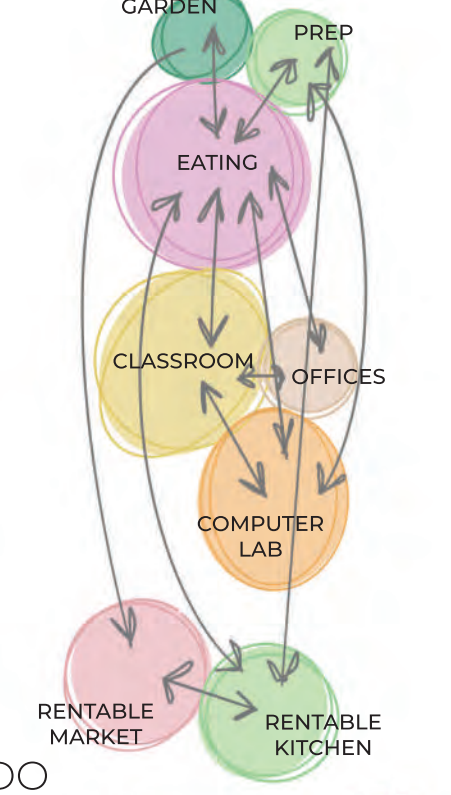 GARDEN
PREP
EATING
CLASSROOM
OFFICES
COMPUTER
LAB
RENTABLE
MARKET
RENTABLE
KITCHEN